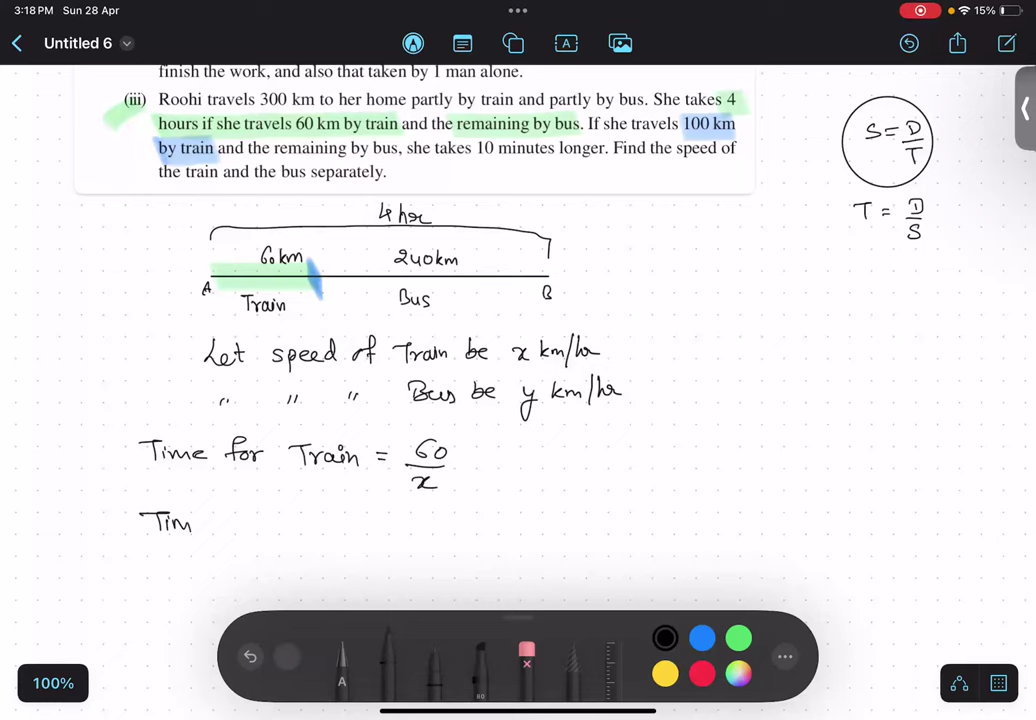 3:18 PM Sun 28 Apr
15%
Untitled 6
A
finish the work, and also that taken by 1 man alone.
(iii) Roohi travels 300 km to her home partly by train and partly by bus. She takes 4
hours if she travels 60 km by train and the remaining by bus. If she travels 100 km
by train and the remaining by bus, she takes 10 minutes longer. Find the speed of
the train and the bus separately.
S = D/T
T = D/S
4 hr
60km 240km
A B
Train Bus
Let speed of Train be x km/hr
" " " Bus be y km/hr
Time for Train = 60/x
Tim
A
80
100%